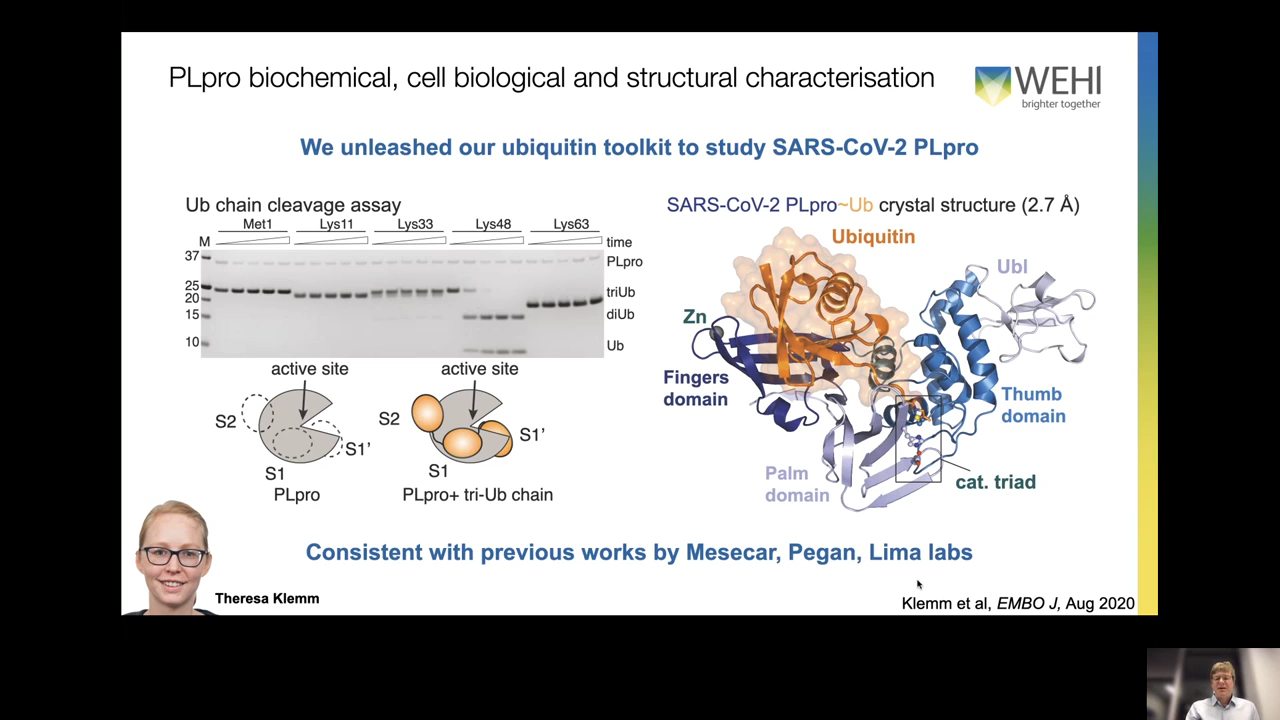 PLpro biochemical, cell biological and structural characterisation
WEHI
brighter together
We unleashed our ubiquitin toolkit to study SARS-CoV-2 PLpro
Ub chain cleavage assay
Met1 Lys11 Lys33 Lys48 Lys63
M
time
37
25
20
15
10
PLpro
triUb
diUb
Ub
active site
S2
S1
S1’
PLpro
active site
S2
S1
S1’
PLpro+ tri-Ub chain
SARS-CoV-2 PLpro~Ub crystal structure (2.7 Å)
Ubiquitin
Ubl
Zn
Fingers
domain
Thumb
domain
Palm
domain
cat. triad
Consistent with previous works by Mesecar, Pegan, Lima labs
Theresa Klemm
Klemm et al, EMBO J, Aug 2020